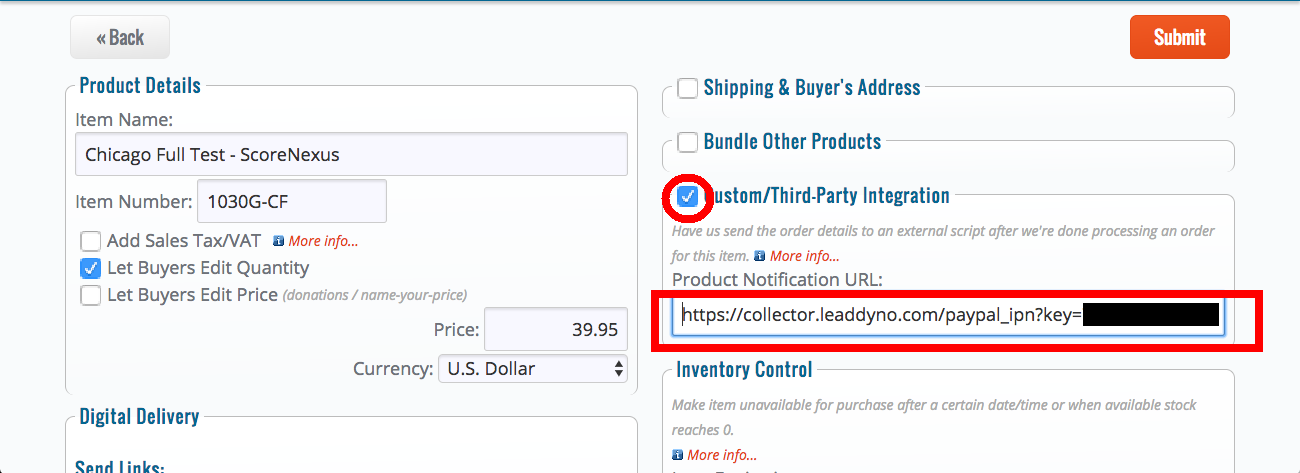 « Back
Submit
Product Details
Item Name:
Chicago Full Test - ScoreNexus
Item Number: 1030G-CF
Add Sales Tax/VAT More info...
Let Buyers Edit Quantity
Let Buyers Edit Price (donations / name-your-price)
Price: 39.95
Currency: U.S. Dollar
Digital Delivery
Send Links:
Shipping & Buyer's Address
Bundle Other Products
ustom/Third-Party Integration
Have us send the order details to an external script after we're done processing an order
for this item. More info...
Product Notification URL:
https://collector.leaddyno.com/paypal_ipn?key=
Inventory Control
Make item unavailable for purchase after a certain date/time or when available stock
reaches 0.
More info...